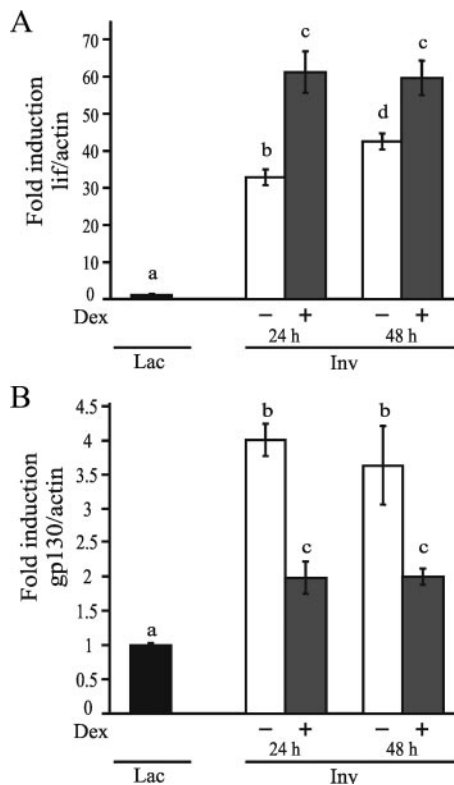 A
Fold induction
lif/actin
70
60
50
40
30
20
10
0
a
b
c
d
c
Dex − + − +
24 h 48 h
Lac Inv
B
Fold induction
gp130/actin
4.5
4
3.5
3
2.5
2
1.5
1
0.5
0
a
b
c
b
c
Dex − + − +
24 h 48 h
Lac Inv